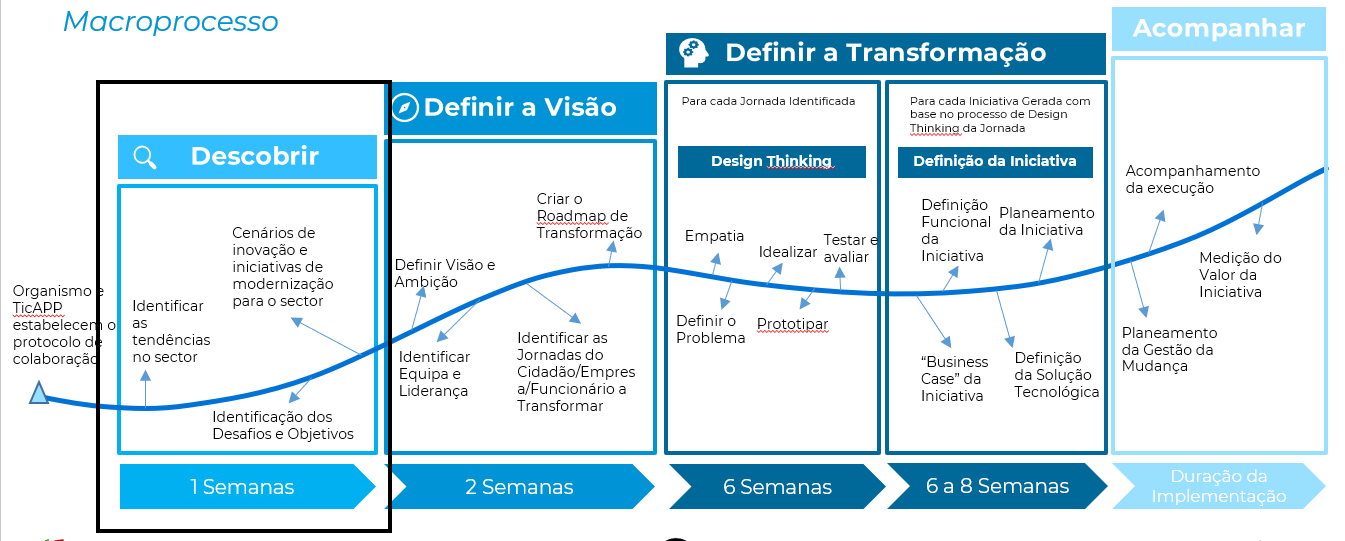 Macroprocesso
Organismo e
TicAPP
estabelecem o
protocolo de
colaboração
Descobrir
Identificar
as
tendências
no sector
Cenários de
inovação e
iniciativas de
modernização
para o sector
Identificação dos
Desafios e Objetivos
1 Semanas
Definir a Visão
Definir Visão e
Ambição
Identificar
Equipa e
Liderança
Criar o
Roadmap de
Transformação
Identificar as
Jornadas do
Cidadão/Empres
a/Funcionário a
Transformar
2 Semanas
Definir a Transformação
Para cada Jornada Identificada
Design Thinking
Empatia
Definir o
Problema
Idealizar
Prototipar
Testar e
avaliar
6 Semanas
Para cada Iniciativa Gerada com
base no processo de Design
Thinking da Jornada
Definição da Iniciativa
Definição
Funcional
da
Iniciativa
Planeamento
da Iniciativa
“Business
Case” da
Iniciativa
Definição
da Solução
Tecnológica
6 a 8 Semanas
Acompanhar
Acompanhamento
da execução
Medição do
Valor da
Iniciativa
Planeamento
da Gestão da
Mudança
Duração da
Implementação